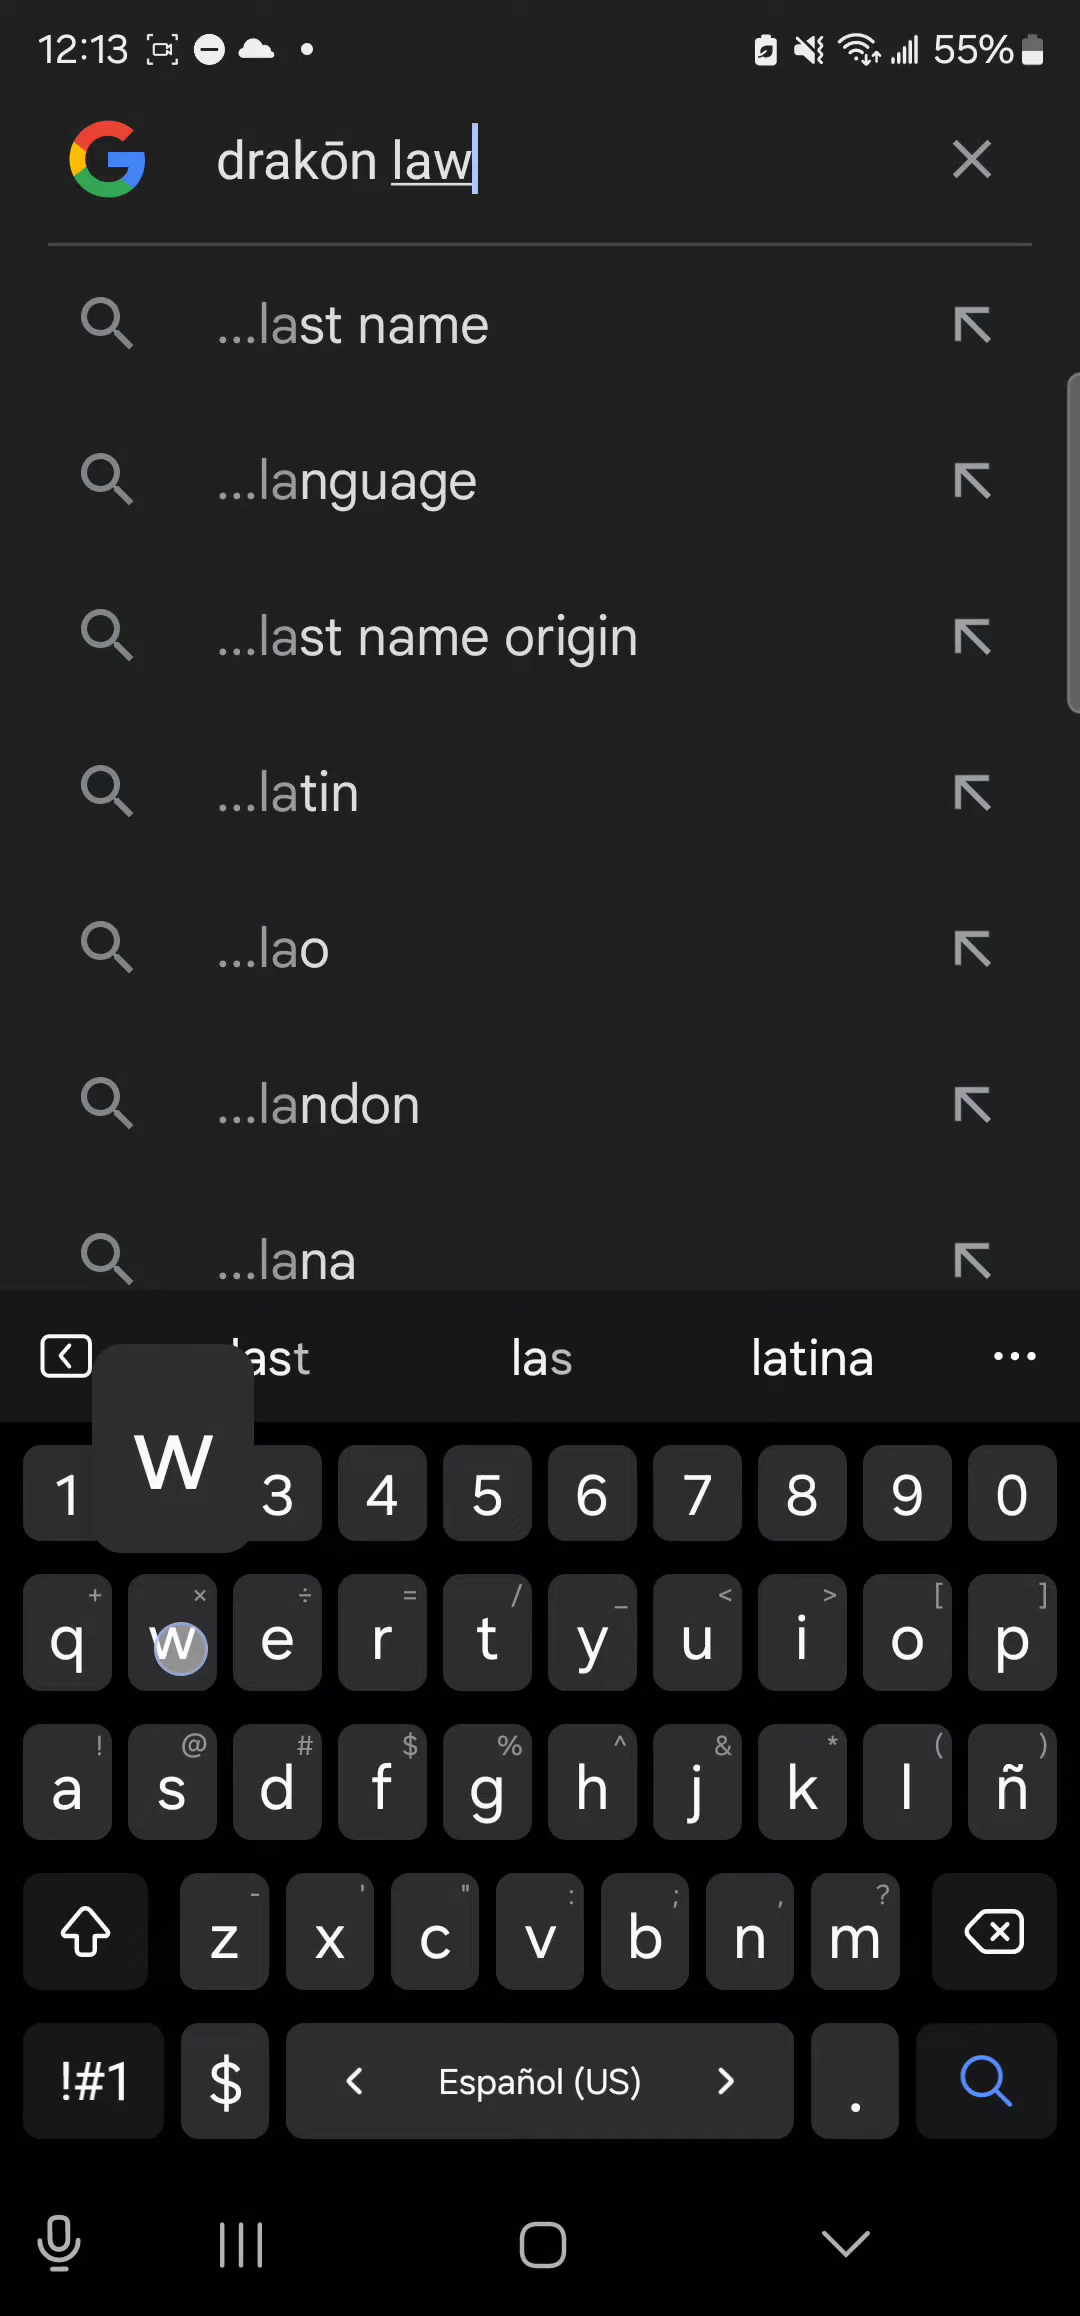 12:13 55%
drakōn law
...last name
...language
...last name origin
...latin
...lao
...landon
...lana
last las latina ...
w
1 3 4 5 6 7 8 9 0
+ × ÷ = / _ < > [ ]
q w e r t y u i o p
! @ # $ % ^ & * ( )
a s d f g h j k l ñ
- ' " : ; , ?
z x c v b n m
!#1 $ < Español (US) > .